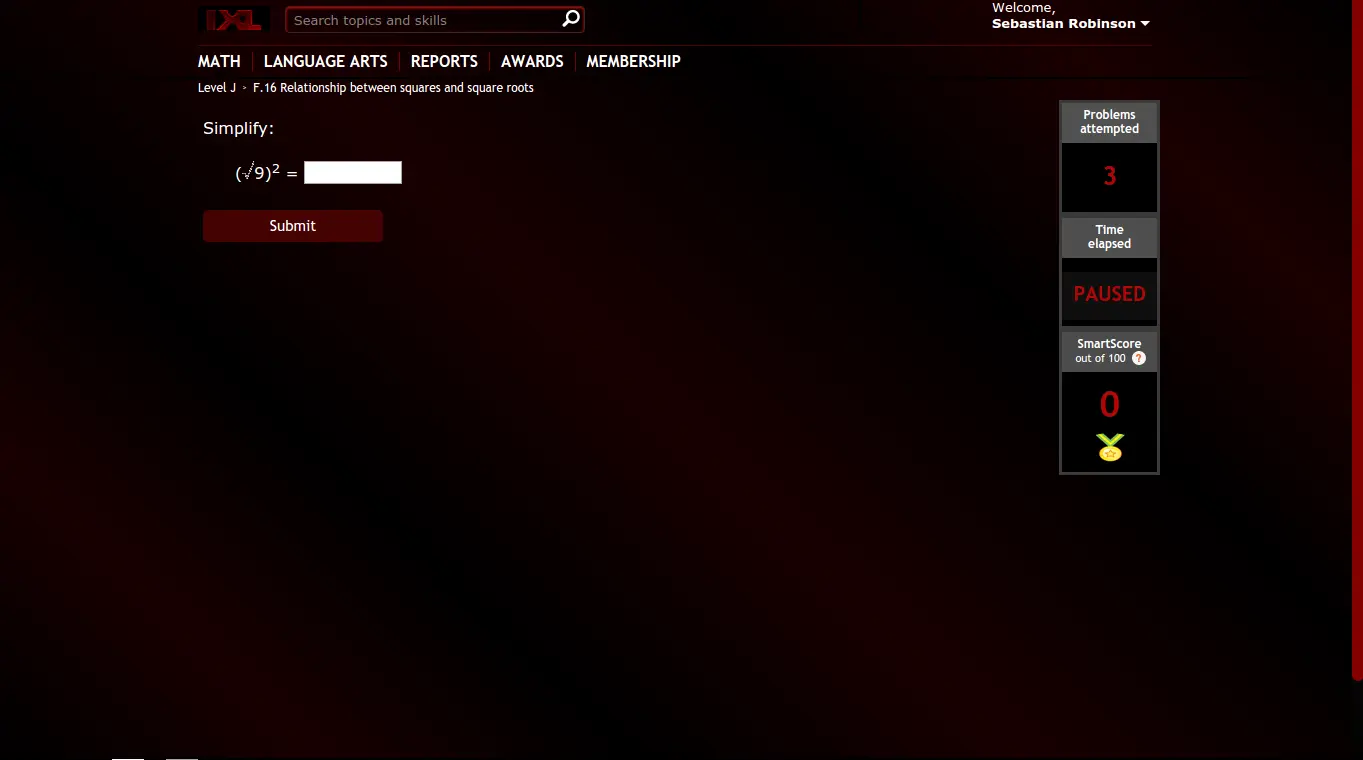 IXL
Search topics and skills
Welcome,
Sebastian Robinson
MATH LANGUAGE ARTS REPORTS AWARDS MEMBERSHIP
Level J > F.16 Relationship between squares and square roots
Simplify:
(√9)² =
Submit
Problems
attempted
3
Time
elapsed
PAUSED
SmartScore
out of 100 ?
0